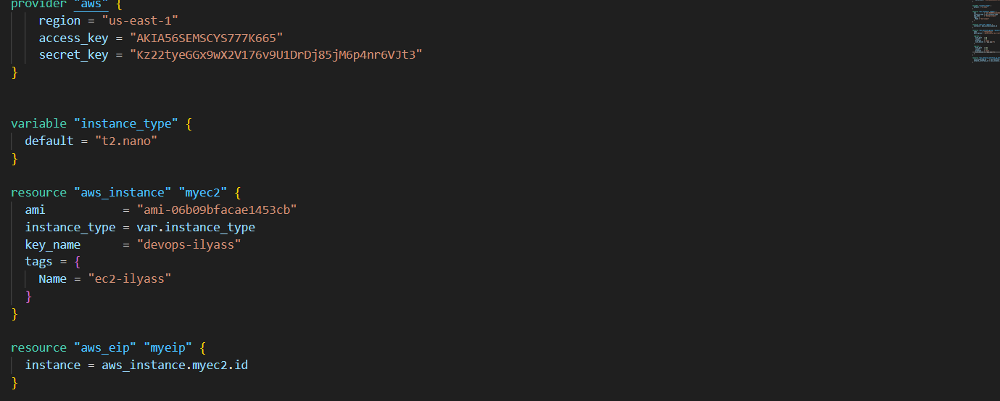 provider "aws" {
region = "us-east-1"
access_key = "AKIA56SEMSCYS777K665"
secret_key = "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"
}
variable "instance_type" {
default = "t2.nano"
}
resource "aws_instance" "myec2" {
ami = "ami-06b09bfacae1453cb"
instance_type = var.instance_type
key_name = "devops-ilyass"
tags = {
Name = "ec2-ilyass"
}
}
resource "aws_eip" "myeip" {
instance = aws_instance.myec2.id
}